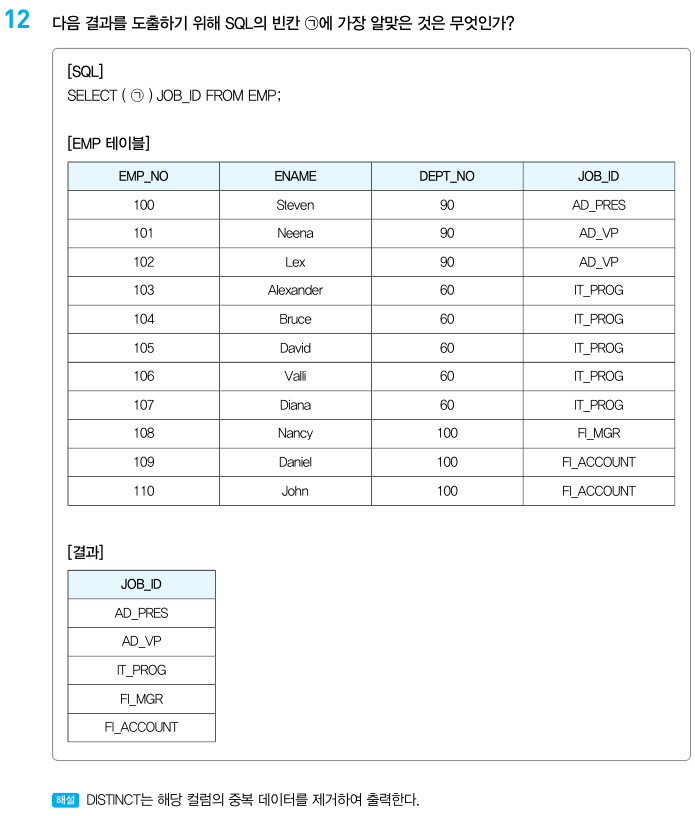 12 다음 결과를 도출하기 위해 SQL의 빈칸 ㉠에 가장 알맞은 것은 무엇인가?
[SQL]
SELECT ( ㉠ ) JOB_ID FROM EMP;
[EMP 테이블]
EMP_NO ENAME DEPT_NO JOB_ID
100 Steven 90 AD_PRES
101 Neena 90 AD_VP
102 Lex 90 AD_VP
103 Alexander 60 IT_PROG
104 Bruce 60 IT_PROG
105 David 60 IT_PROG
106 Valli 60 IT_PROG
107 Diana 60 IT_PROG
108 Nancy 100 FI_MGR
109 Daniel 100 FI_ACCOUNT
110 John 100 FI_ACCOUNT
[결과]
JOB_ID
AD_PRES
AD_VP
IT_PROG
FI_MGR
FI_ACCOUNT
해설 DISTINCT는 해당 컬럼의 중복 데이터를 제거하여 출력한다.